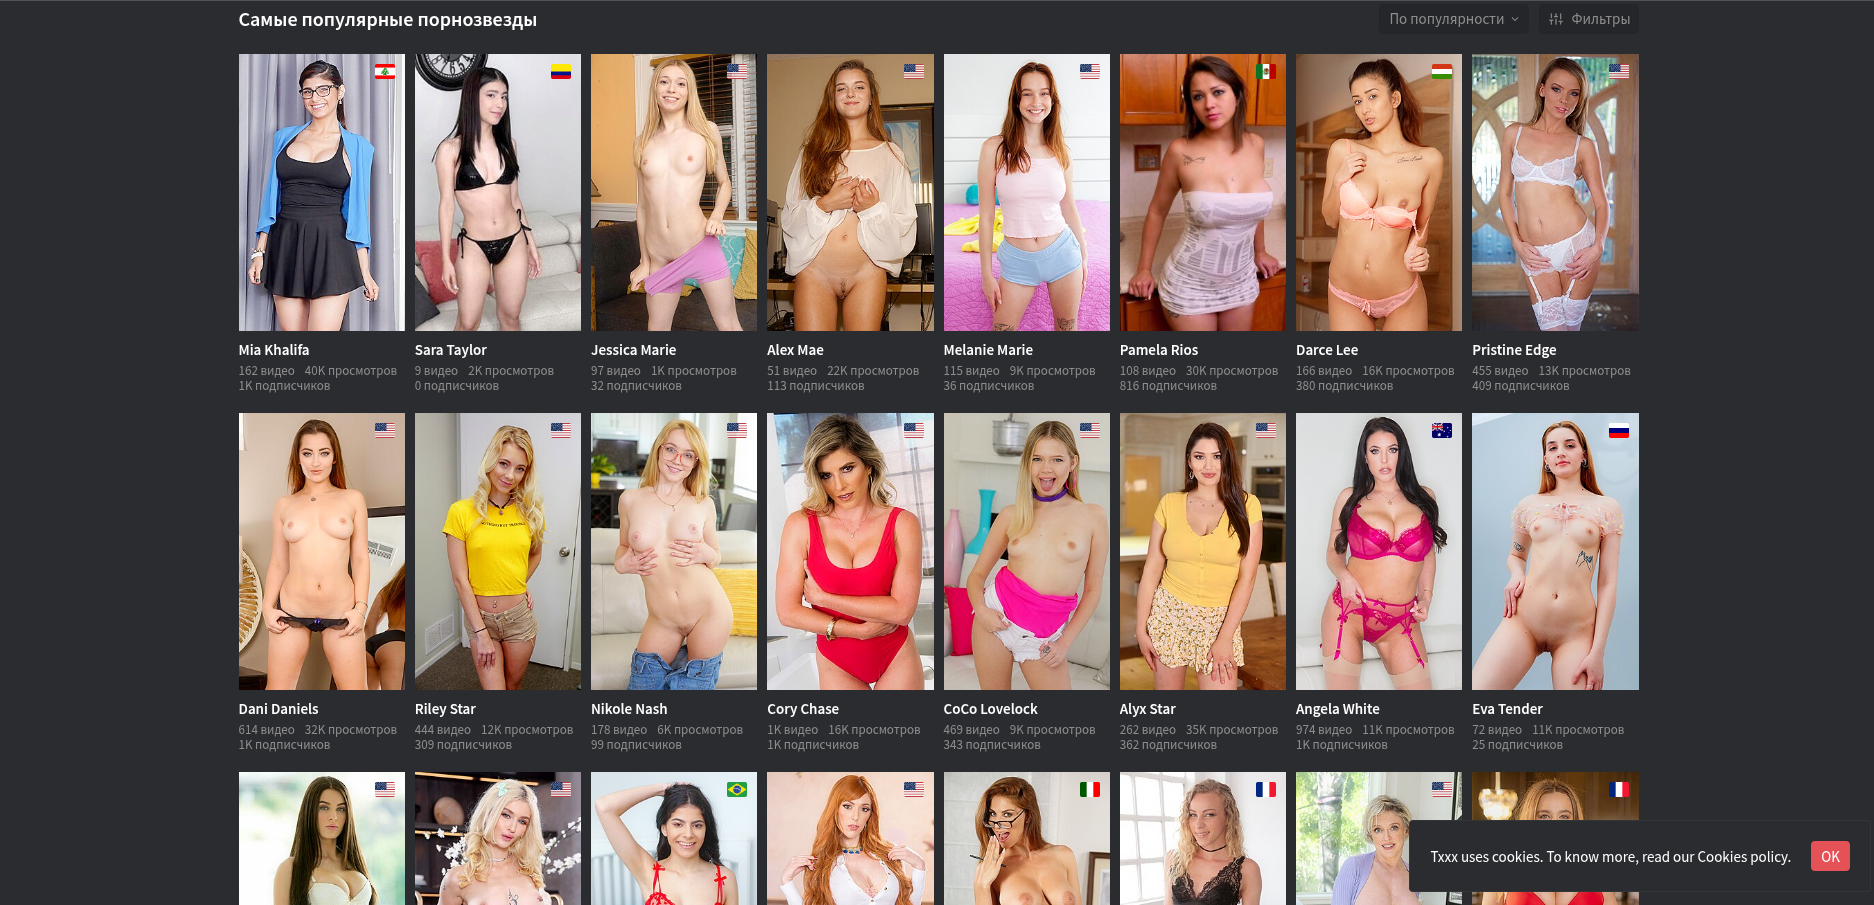 Самые популярные порнозвезды
По популярности
Фильтры
Mia Khalifa
162 видео 40K просмотров
1K подписчиков
Sara Taylor
9 видео 2K просмотров
0 подписчиков
Jessica Marie
97 видео 1K просмотров
32 подписчиков
Alex Mae
51 видео 22K просмотров
113 подписчиков
Melanie Marie
115 видео 9K просмотров
36 подписчиков
Pamela Rios
108 видео 30K просмотров
816 подписчиков
Darce Lee
166 видео 16K просмотров
380 подписчиков
Pristine Edge
455 видео 13K просмотров
409 подписчиков
Dani Daniels
614 видео 32K просмотров
1K подписчиков
Riley Star
444 видео 12K просмотров
309 подписчиков
Nikole Nash
178 видео 6K просмотров
99 подписчиков
Cory Chase
1K видео 16K просмотров
1K подписчиков
CoCo Lovelock
469 видео 9K просмотров
343 подписчиков
Alyx Star
262 видео 35K просмотров
362 подписчиков
Angela White
974 видео 11K просмотров
1K подписчиков
Eva Tender
72 видео 11K просмотров
25 подписчиков
Txxx uses cookies. To know more, read our Cookies policy.
OK